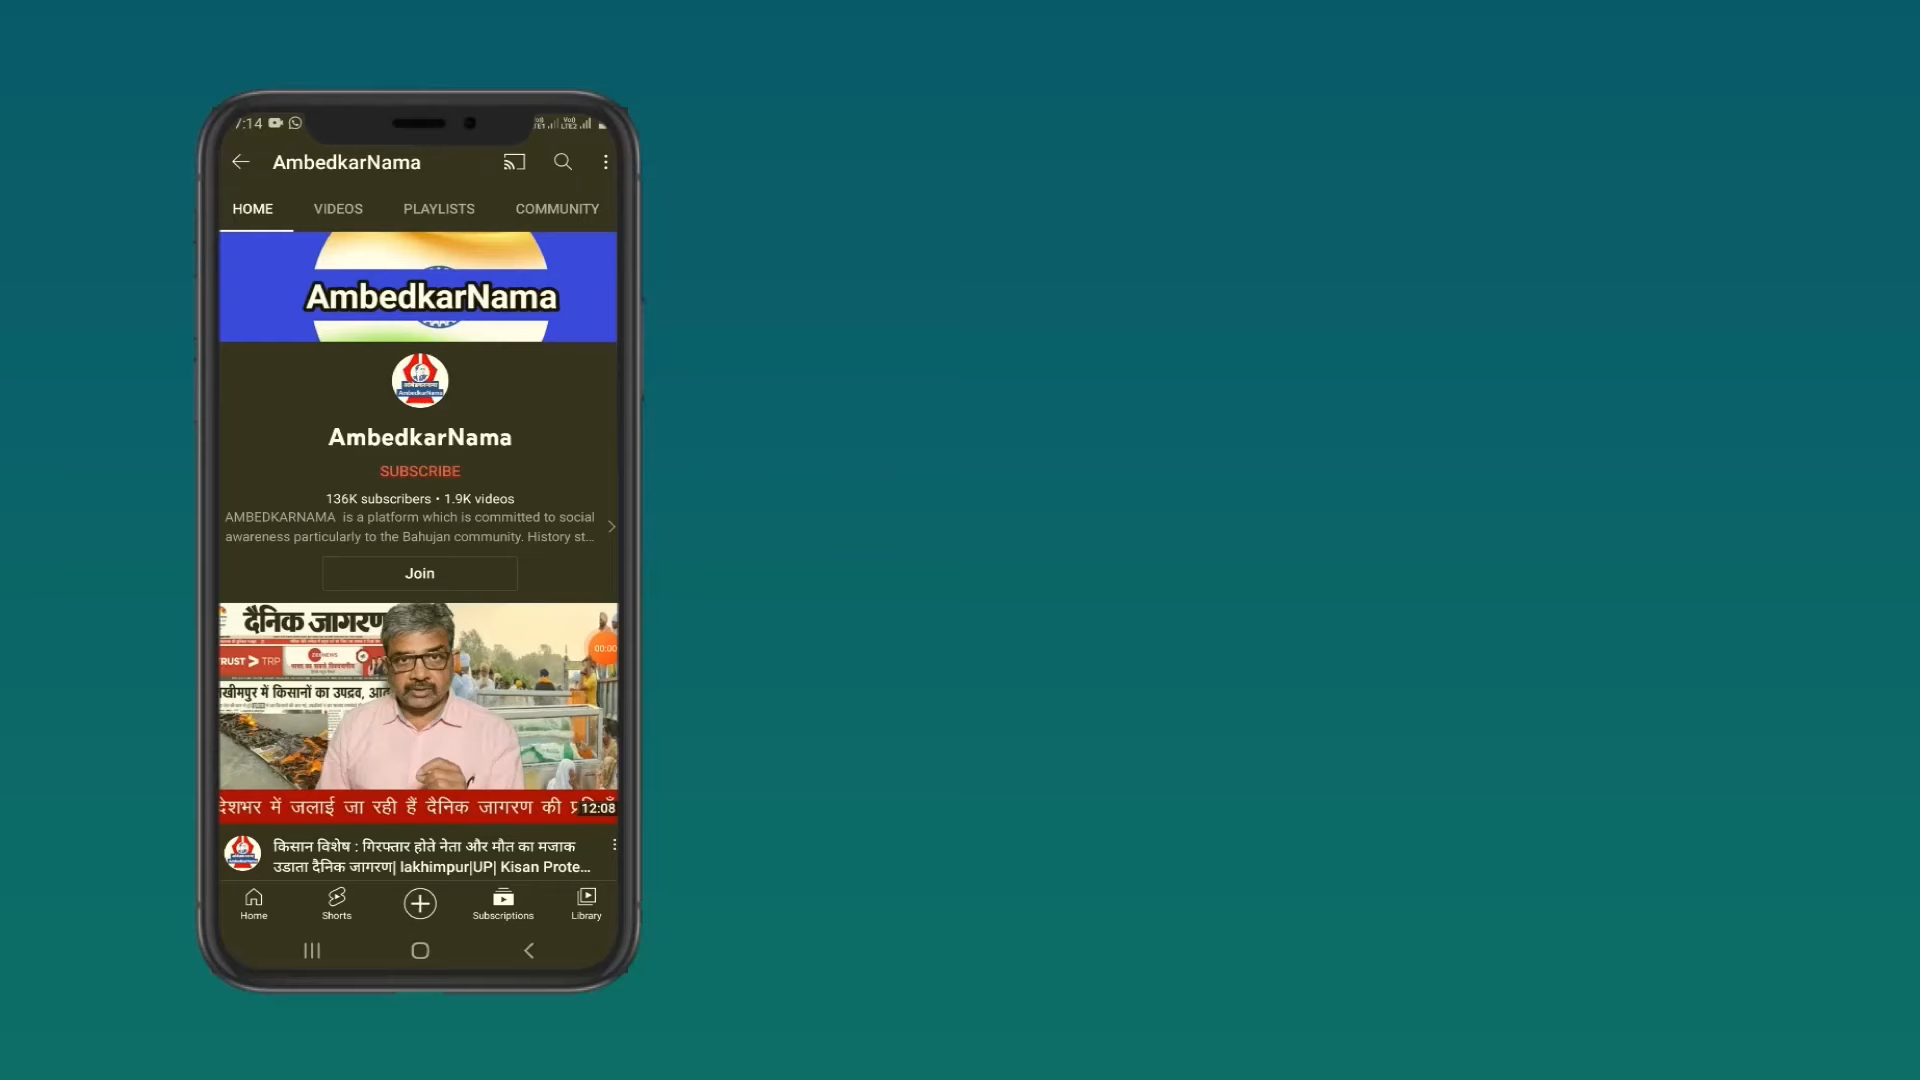 7:14
AmbedkarNama
HOME VIDEOS PLAYLISTS COMMUNITY
AmbedkarNama
AmbedkarNama
AmbedkarNama
SUBSCRIBE
136K subscribers • 1.9K videos
AMBEDKARNAMA is a platform which is committed to social
awareness particularly to the Bahujan community. History st...
Join
दैनिक जागरण
TRUST TRP
खीमपुर में किसानों का उपद्रव,
00:00
देशभर में जलाई जा रही हैं दैनिक जागरण की
12:08
किसान विशेष : गिरफ्तार होते नेता और मौत का मजाक
उडाता दैनिक जागरण| lakhimpur|UP| Kisan Prote...
Home Shorts Subscriptions Library